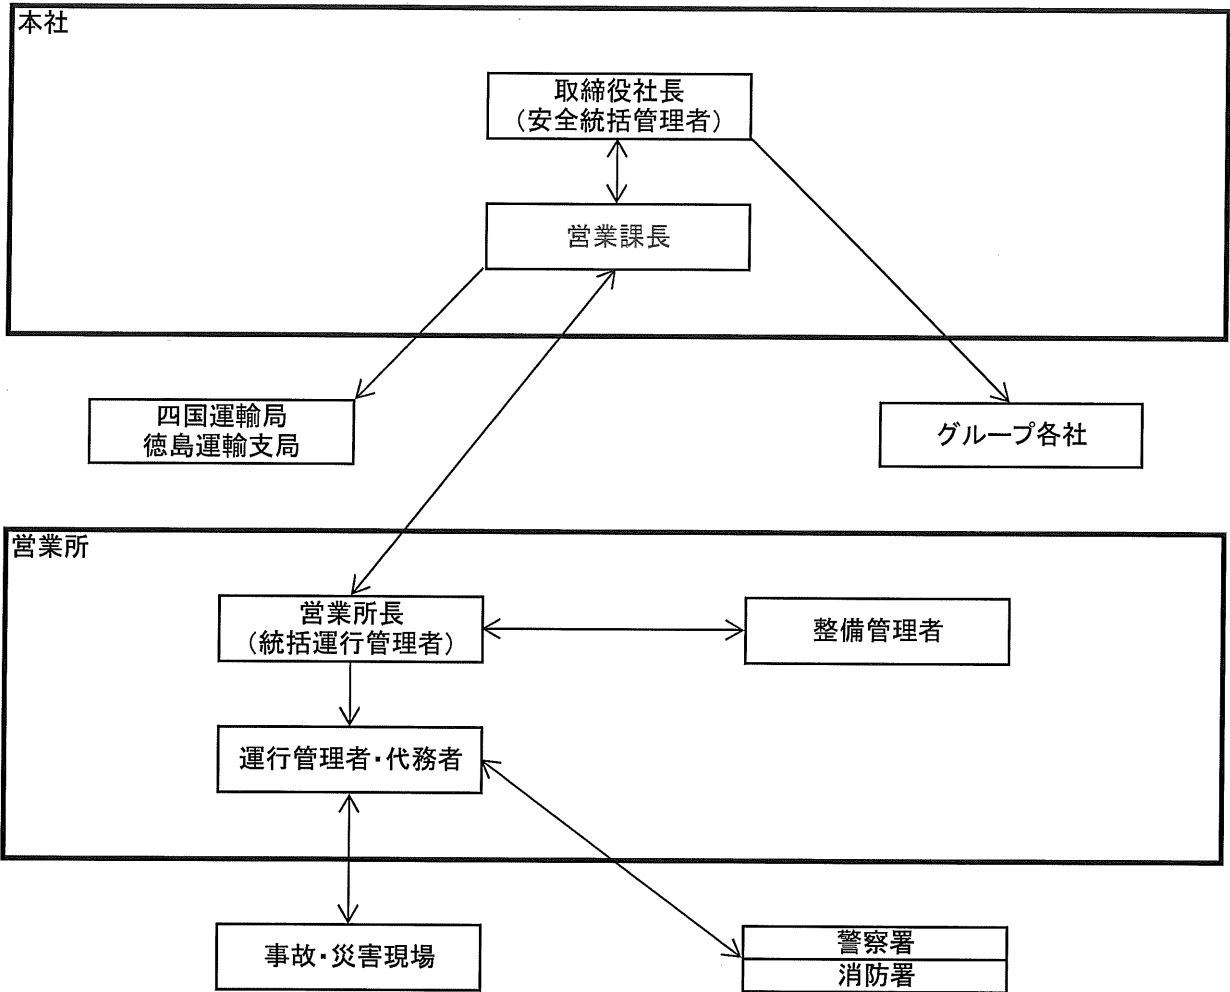 本社
取締役社長
（安全統括管理者）
営業課長
四国運輸局
徳島運輸支局
グループ各社
営業所
営業所長
（統括運行管理者）
整備管理者
運行管理者・代務者
事故・災害現場
警察署
消防署